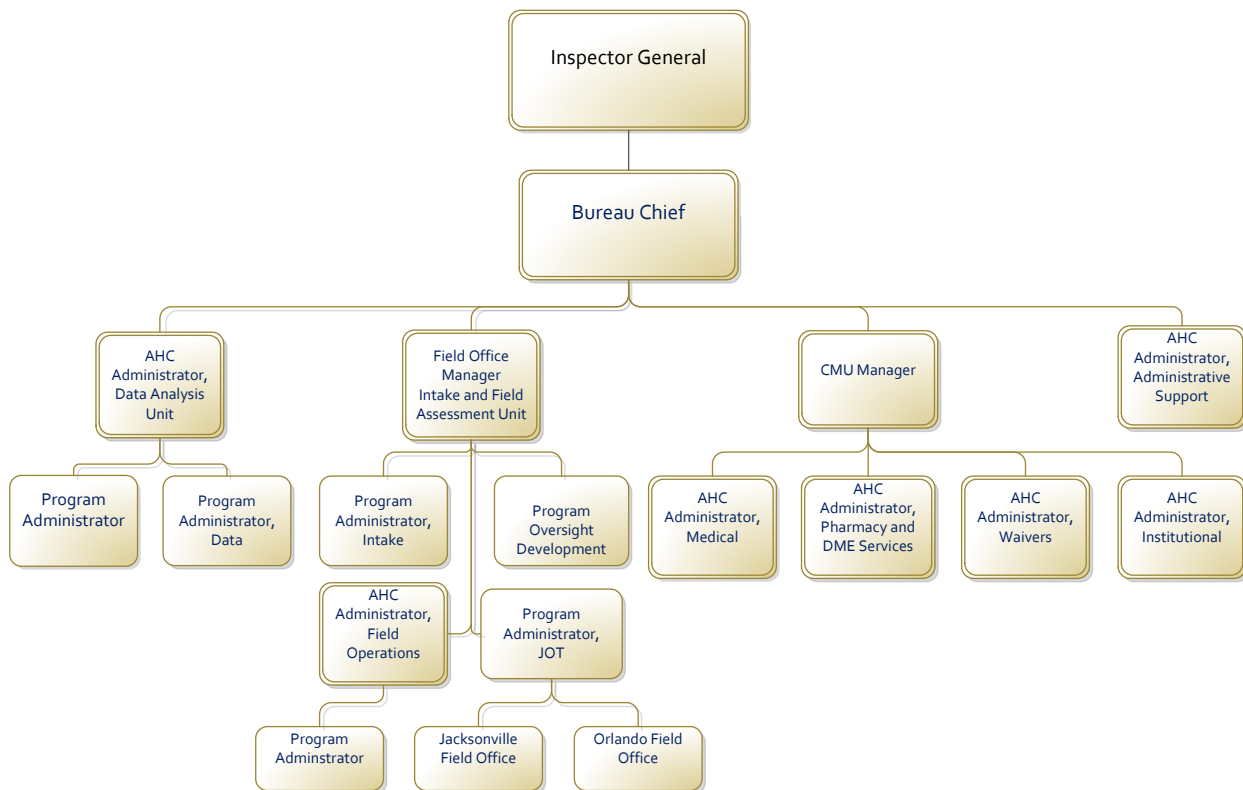 Inspector General
Bureau Chief
AHC
Administrator,
Data Analysis
Unit
Field Office
Manager
Intake and Field
Assessment Unit
CMU Manager
AHC
Administrator,
Administrative
Support
Program
Administrator
Program
Administrator,
Data
Program
Administrator,
Intake
Program
Oversight
Development
AHC
Administrator,
Medical
AHC
Administrator,
Pharmacy and
DME Services
AHC
Administrator,
Waivers
AHC
Administrator,
Institutional
AHC
Administrator,
Field
Operations
Program
Administrator,
JOT
Program
Adminstrator
Jacksonville
Field Office
Orlando Field
Office